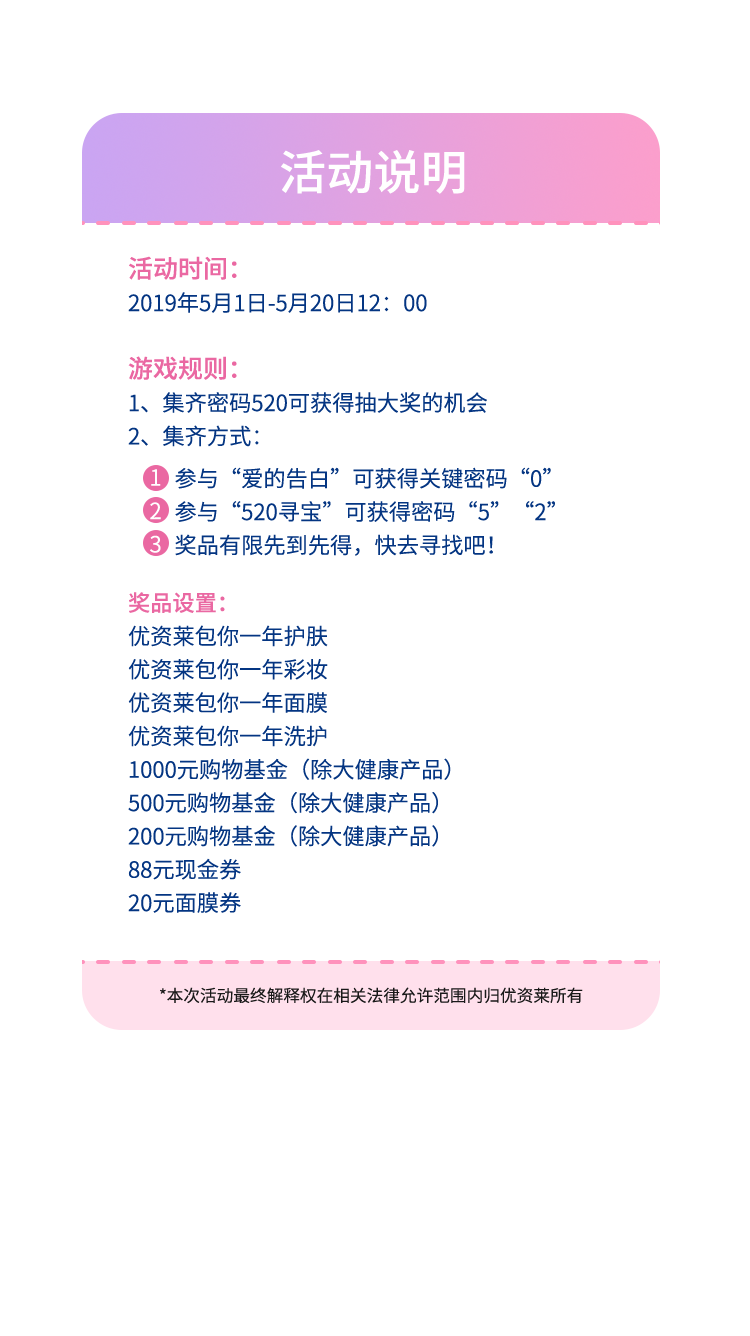 活动说明
活动时间：
2019年5月1日-5月20日12：00
游戏规则：
1、集齐密码520可获得抽大奖的机会
2、集齐方式：
1 参与“爱的告白”可获得关键密码“0”
2 参与“520寻宝”可获得密码“5”“2”
3 奖品有限先到先得，快去寻找吧！
奖品设置：
优资莱包你一年护肤
优资莱包你一年彩妆
优资莱包你一年面膜
优资莱包你一年洗护
1000元购物基金（除大健康产品）
500元购物基金（除大健康产品）
200元购物基金（除大健康产品）
88元现金券
20元面膜券
*本次活动最终解释权在相关法律允许范围内归优资莱所有